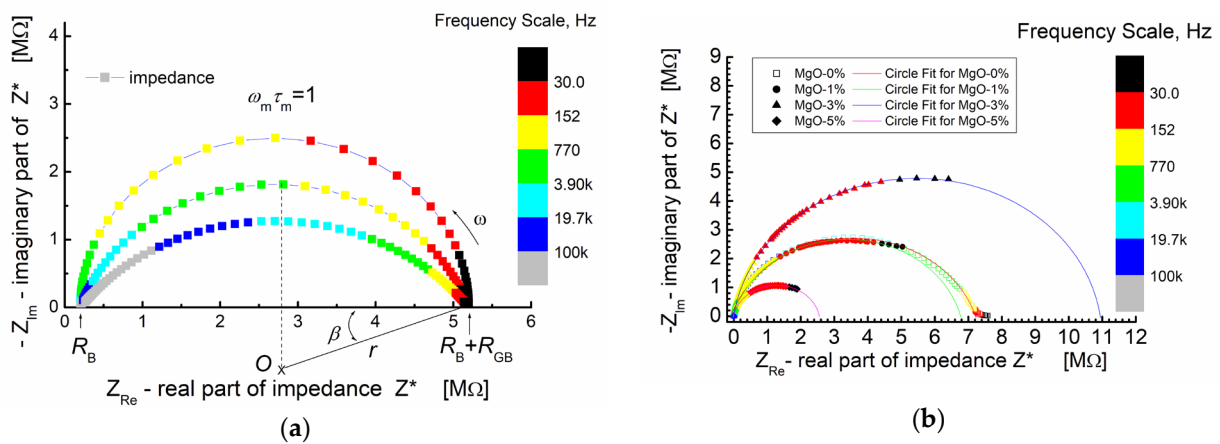 Frequency Scale, Hz
4
3
2
1
0
- Z_Im - imaginary part of Z* [MΩ]
impedance
ω_m τ_m=1
ω
30.0
152
770
3.90k
19.7k
100k
0 1 2 3 4 5 6
R_B
β
r
O
R_B+R_GB
Z_Re - real part of impedance Z* [MΩ]
(a)
Frequency Scale, Hz
9
8
7
6
5
4
3
2
1
0
-Z_Im - imaginary part of Z* [MΩ]
MgO-0% Circle Fit for MgO-0%
MgO-1% Circle Fit for MgO-1%
MgO-3% Circle Fit for MgO-3%
MgO-5% Circle Fit for MgO-5%
30.0
152
770
3.90k
19.7k
100k
0 1 2 3 4 5 6 7 8 9 10 11 12
Z_Re - real part of impedance Z* [MΩ]
(b)